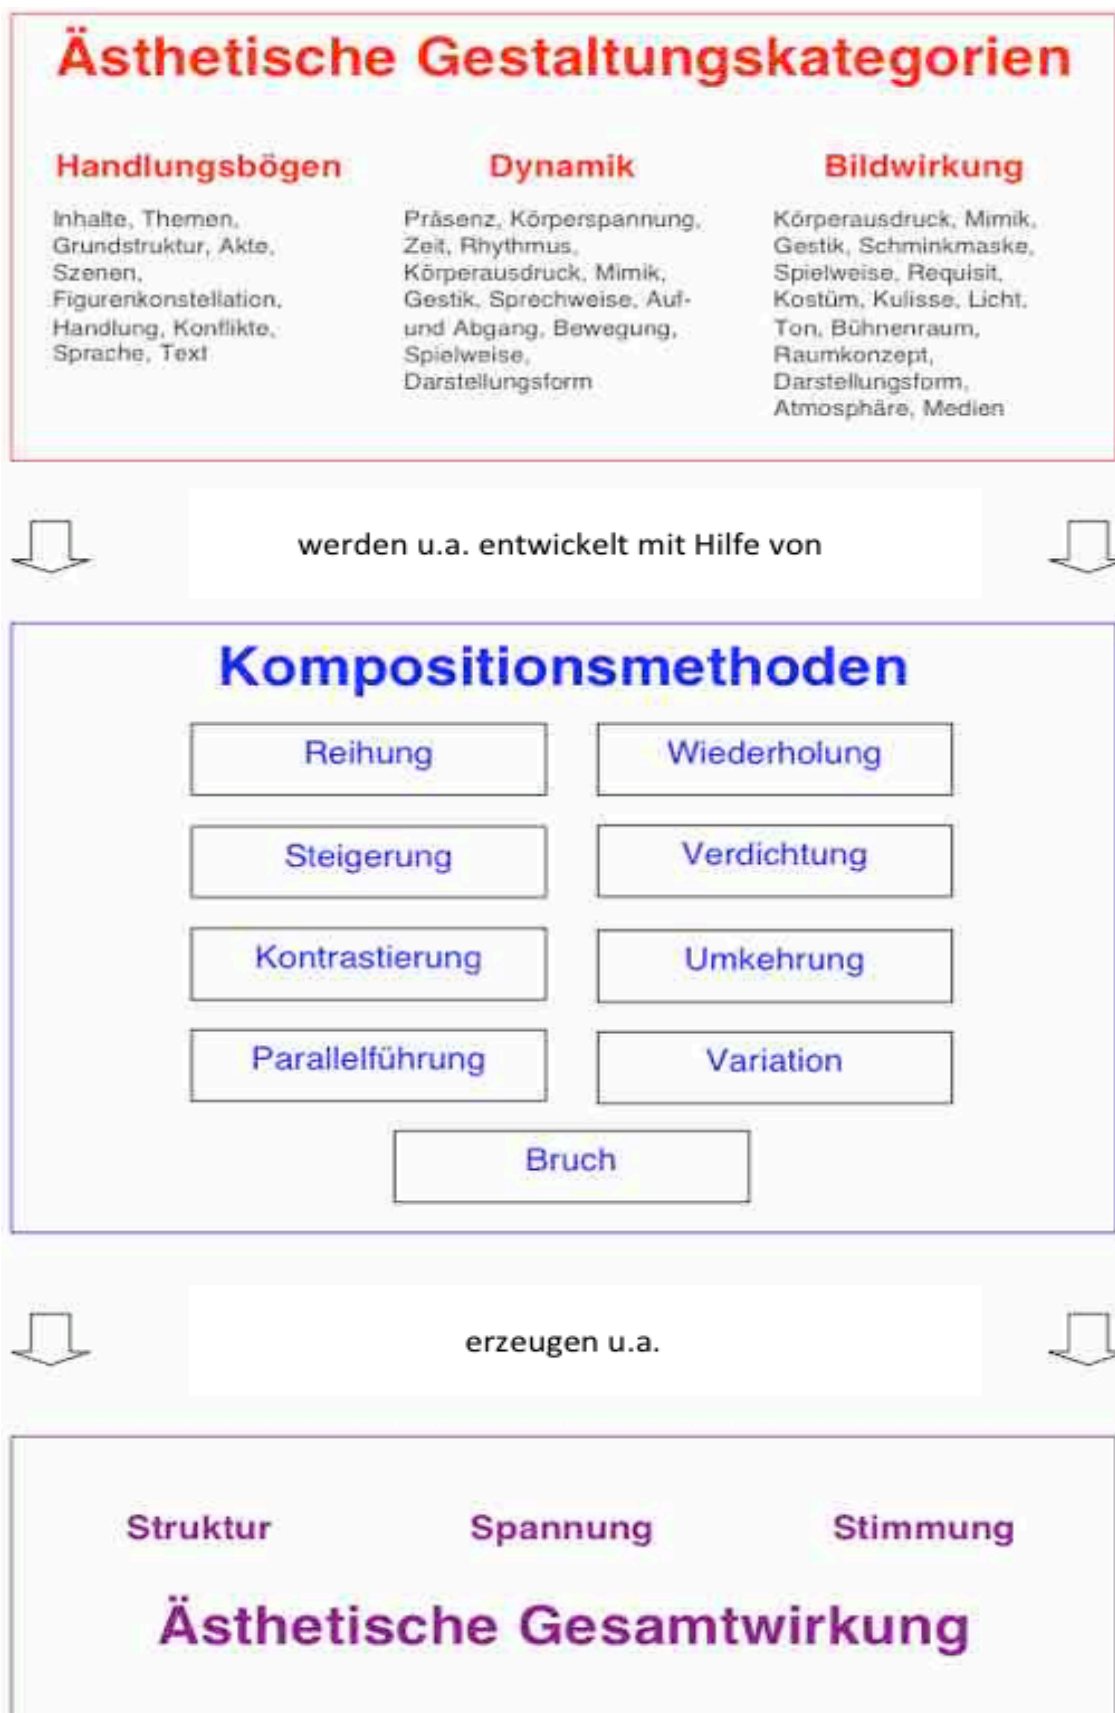 Ästhetische Gestaltungskategorien
Handlungsbögen
Inhalte, Themen,
Grundstruktur, Akte,
Szenen,
Figurenkonstellation,
Handlung, Konflikte,
Sprache, Text
Dynamik
Präsenz, Körperspannung,
Zeit, Rhythmus,
Körperausdruck, Mimik,
Gestik, Sprechweise, Auf-
und Abgang, Bewegung,
Spielweise,
Darstellungsform
Bildwirkung
Körperausdruck, Mimik,
Gestik, Schminkmaske,
Spielweise, Requisit,
Kostüm, Kulisse, Licht,
Ton, Bühnenraum,
Raumkonzept,
Darstellungsform,
Atmosphäre, Medien
werden u.a. entwickelt mit Hilfe von
Kompositionsmethoden
Reihung
Wiederholung
Steigerung
Verdichtung
Kontrastierung
Umkehrung
Parallelführung
Variation
Bruch
erzeugen u.a.
Struktur
Spannung
Stimmung
Ästhetische Gesamtwirkung